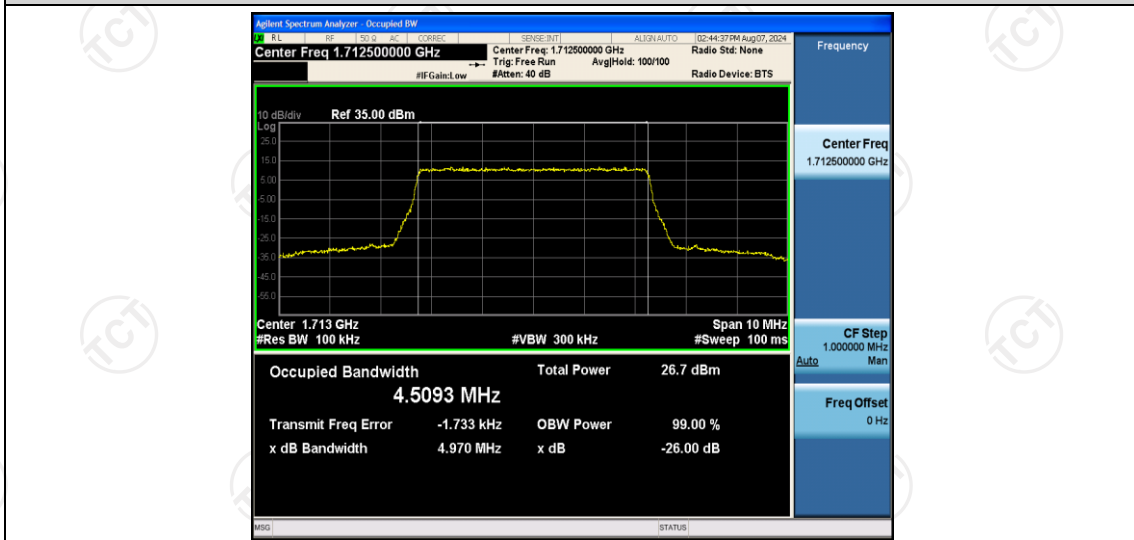 Agilent Spectrum Analyzer - Occupied BW
RL RF 50 Ω AC CORREC SENSE:INT ALIGN AUTO 02:44:37 PM Aug 07, 2024
Center Freq 1.712500000 GHz
Center Freq: 1.712500000 GHz Radio Std: None
Trig: Free Run Avg|Hold: 100/100
#IFGain:Low #Atten: 40 dB Radio Device: BTS
10 dB/div Ref 35.00 dBm
Log
25.0
15.0
5.00
-5.00
-15.0
-25.0
-35.0
-45.0
-55.0
Center 1.713 GHz Span 10 MHz
#Res BW 100 kHz #VBW 300 kHz #Sweep 100 ms
Occupied Bandwidth Total Power 26.7 dBm
4.5093 MHz
Transmit Freq Error -1.733 kHz OBW Power 99.00 %
x dB Bandwidth 4.970 MHz x dB -26.00 dB
MSG STATUS
Frequency
Center Freq
1.712500000 GHz
CF Step
1.000000 MHz
Auto Man
Freq Offset
0 Hz
TCT
TCT
TCT
TCT